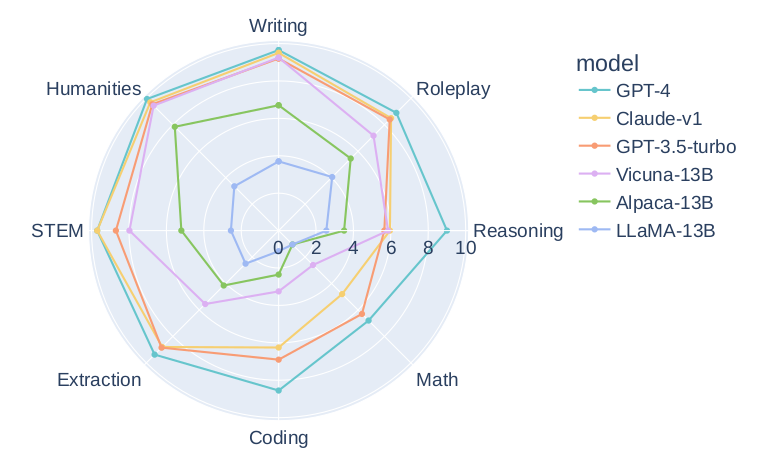 Writing
Humanities
Roleplay
STEM
Reasoning
0 2 4 6 8 10
Extraction
Math
Coding
model
GPT-4
Claude-v1
GPT-3.5-turbo
Vicuna-13B
Alpaca-13B
LLaMA-13B